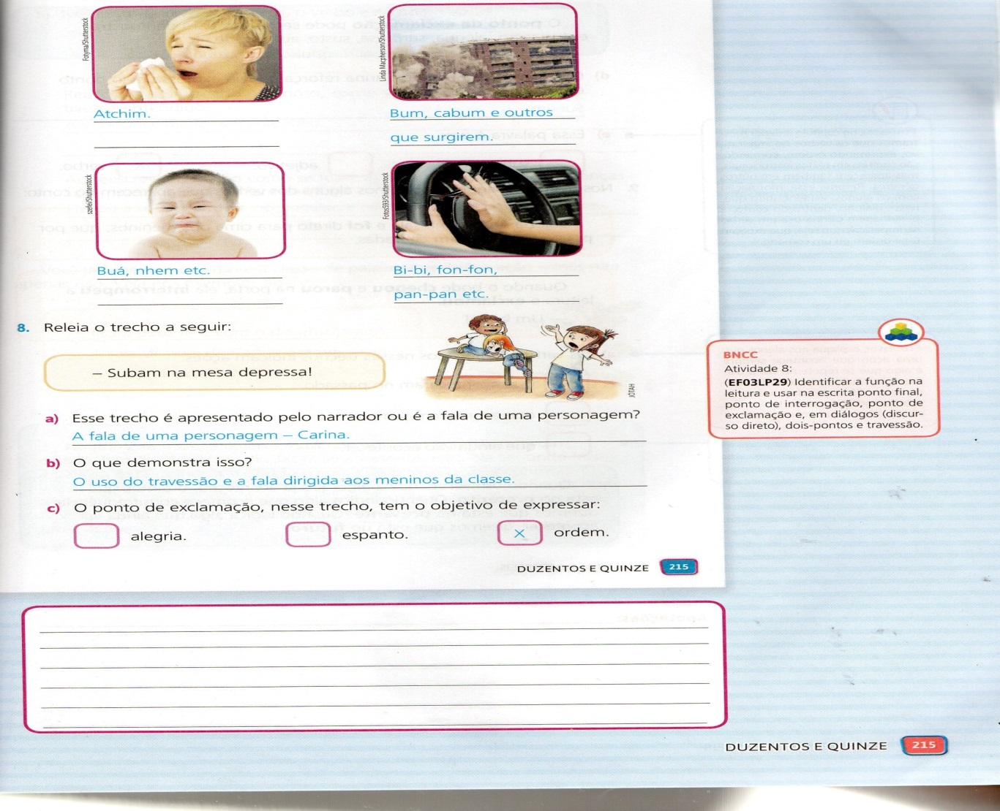 Fotyma/Shutterstock
Linda Macpherson/Shutterstock
Atchim.
Bum, cabum e outros
que surgirem.
szefei/Shutterstock
Fotos593/Shutterstock
Buá, nhem etc.
Bi-bi, fon-fon,
pan-pan etc.
8. Releia o trecho a seguir:
– Subam na mesa depressa!
JÓTAH
a) Esse trecho é apresentado pelo narrador ou é a fala de uma personagem?
A fala de uma personagem – Carina.
b) O que demonstra isso?
O uso do travessão e a fala dirigida aos meninos da classe.
c) O ponto de exclamação, nesse trecho, tem o objetivo de expressar:
alegria.
espanto.
X ordem.
DUZENTOS E QUINZE 215
BNCC
Atividade 8:
(EF03LP29) Identificar a função na
leitura e usar na escrita ponto final,
ponto de interrogação, ponto de
exclamação e, em diálogos (discur-
so direto), dois-pontos e travessão.
DUZENTOS E QUINZE 215